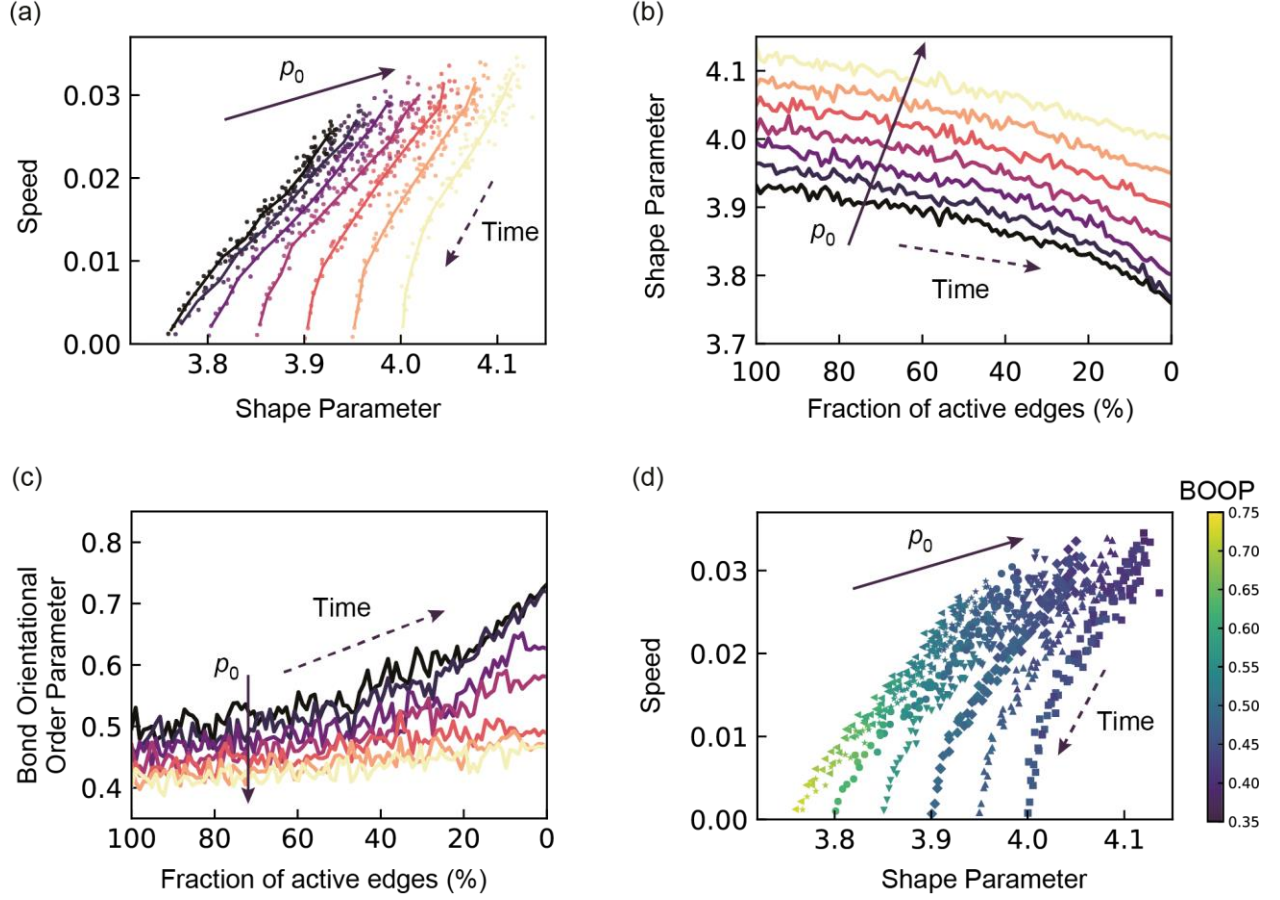 (a)
p0
Time
Speed
0.03
0.02
0.01
0.00
3.8 3.9 4.0 4.1
Shape Parameter
(b)
p0
Time
Shape Parameter
4.1
4.0
3.9
3.8
3.7
100 80 60 40 20 0
Fraction of active edges (%)
(c)
Time
p0
Bond Orientational
Order Parameter
0.8
0.7
0.6
0.5
0.4
100 80 60 40 20 0
Fraction of active edges (%)
(d)
p0
Time
Speed
0.03
0.02
0.01
0.00
3.8 3.9 4.0 4.1
Shape Parameter
BOOP
0.75
0.70
0.65
0.60
0.55
0.50
0.45
0.40
0.35